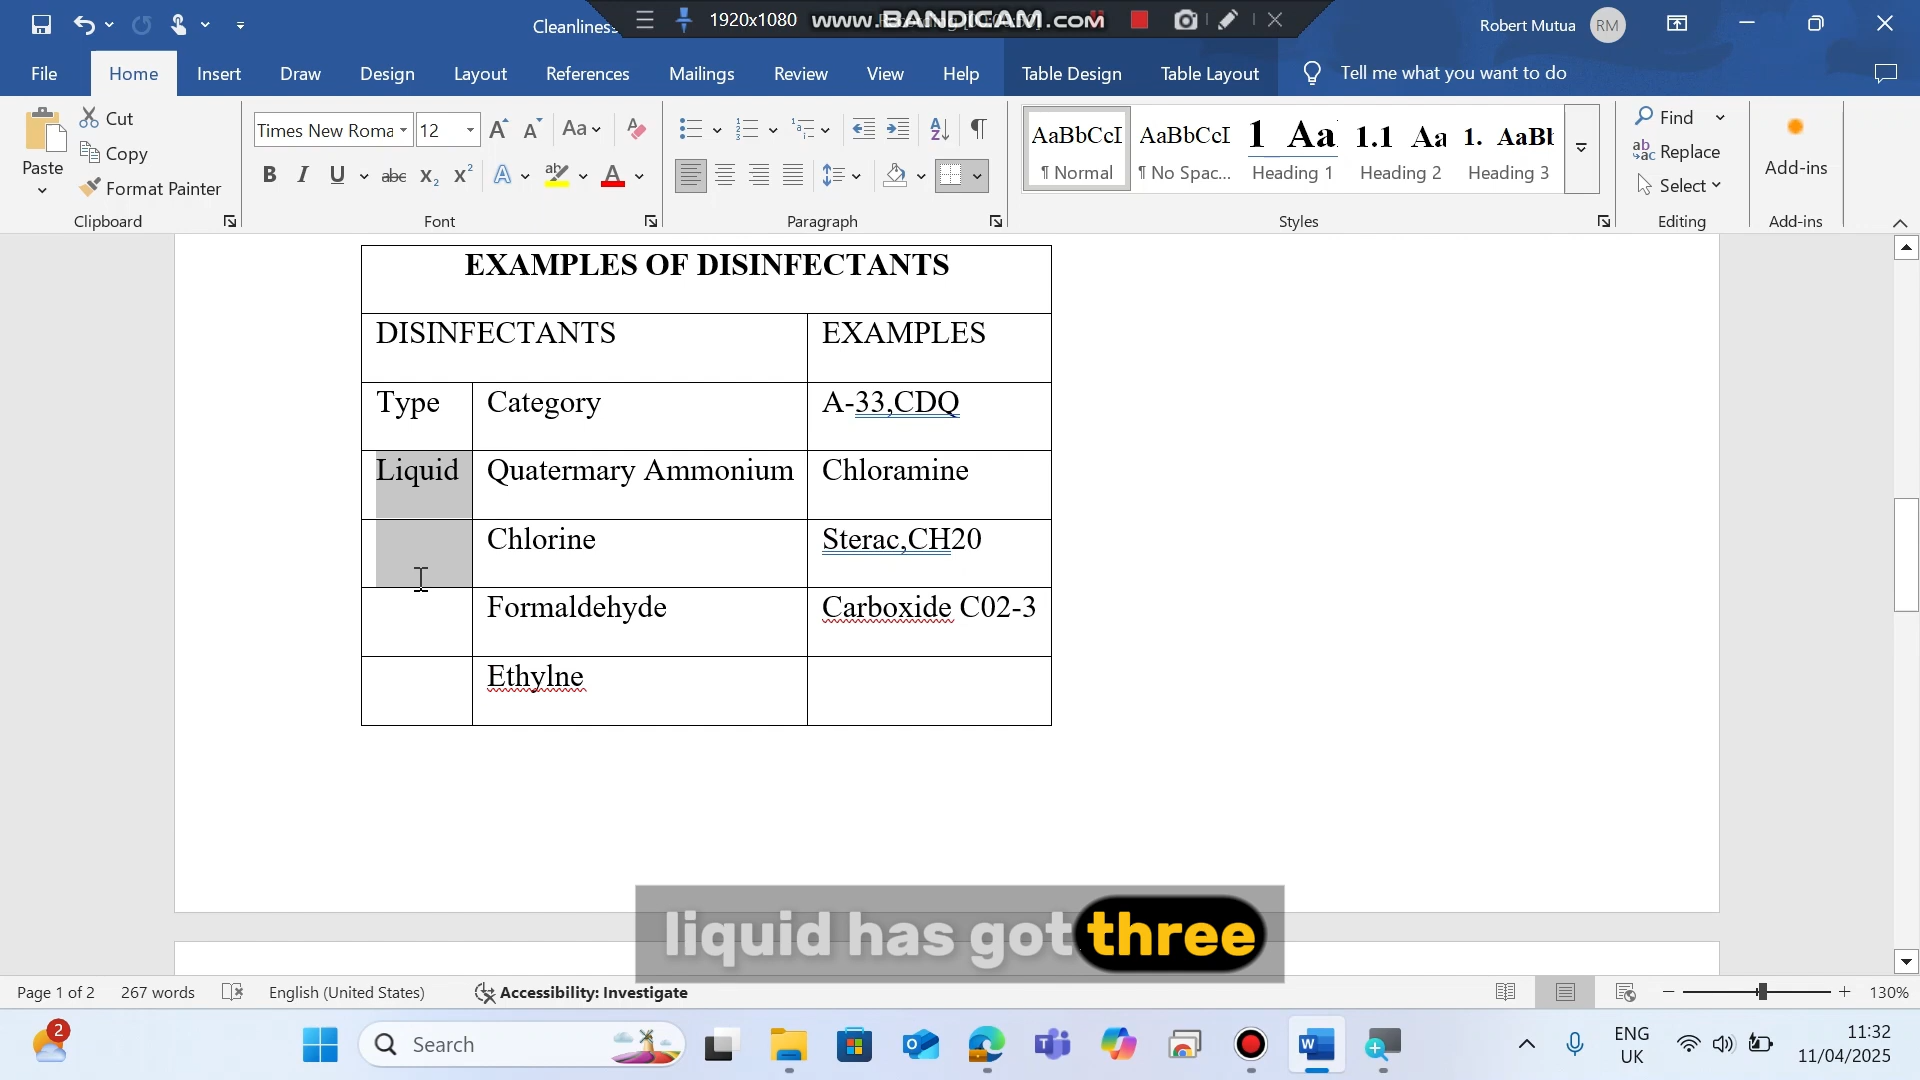 Cleanliness
1920x1080
www.BANDICAM.com
Robert Mutua
RM
File
Home
Insert
Draw
Design
Layout
References
Mailings
Review
View
Help
Table Design
Table Layout
Tell me what you want to do
Paste
Cut
Copy
Format Painter
Clipboard
Times New Roma
12
Font
Paragraph
AaBbCcI
¶ Normal
AaBbCcI
¶ No Spac...
1 Aa
Heading 1
1.1 Aa
Heading 2
1. AaBl
Heading 3
Styles
Find
Replace
Select
Editing
Add-ins
Add-ins
EXAMPLES OF DISINFECTANTS
DISINFECTANTS
EXAMPLES
Type
Category
A-33,CDQ
Liquid
Quatermary Ammonium
Chloramine
Chlorine
Sterac,CH20
Formaldehyde
Carboxide C02-3
Ethylne
liquid has got three
Page 1 of 2
267 words
English (United States)
Accessibility: Investigate
130%
2
Search
ENG
UK
11:32
11/04/2025